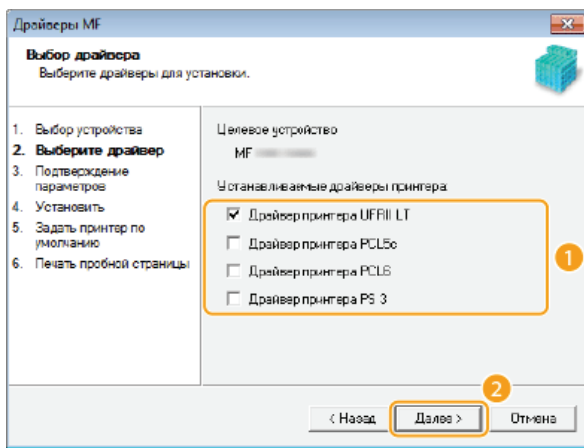 Драйверы MF
Выбор драйвера
Выберите драйверы для установки.
1. Выбор устройства
2. Выберите драйвер
3. Подтверждение
параметров
4. Установить
5. Задать принтер по
умолчанию
6. Печать пробной страницы
Целевое устройство
MF
Устанавливаемые драйверы принтера
Драйвер принтера UFRII LT
Драйвер принтера PCL5c
Драйвер принтера PCL6
Драйвер принтера PS 3
1
2
< Назад
Далее >
Отмена